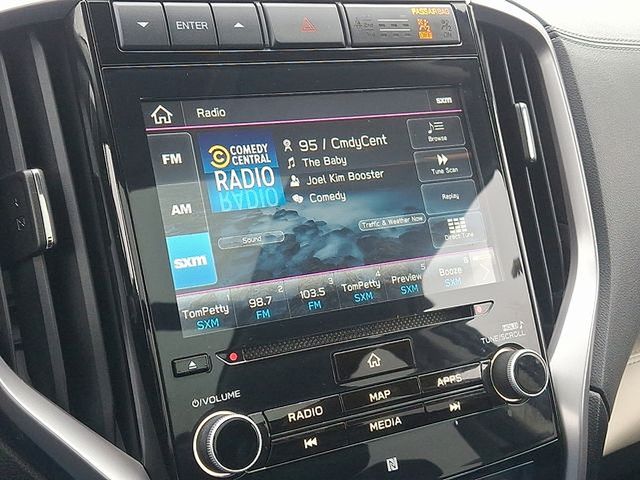 ENTER
PASS AIR BAG
OFF ON
Radio
sxm
FM
AM
sxm
COMEDY
CENTRAL
RADIO
95 / CmdyCent
The Baby
Joel Kim Booster
Comedy
Browse
Tune Scan
Replay
Direct Tune
Sound
Traffic & Weather Now
1 2 3 4 5 6
TomPetty 98.7 103.5 TomPetty Preview Booze
SXM FM FM SXM SXM SXM
VOLUME
TUNE/SCROLL
RADIO MAP APPS
MEDIA
N